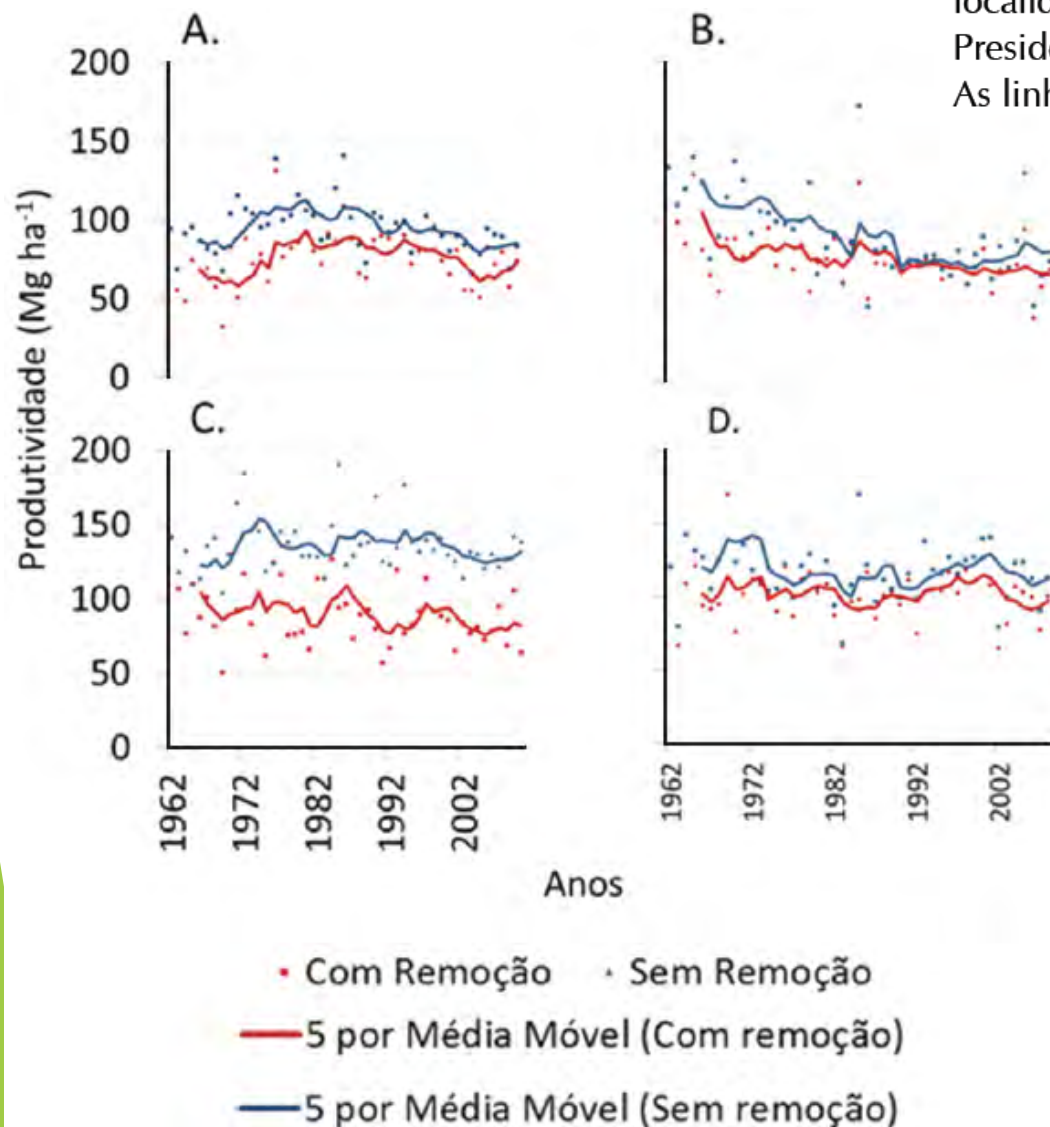 A.
B.
Preside
As linh
Produtividade (Mg ha⁻¹)
200
150
100
50
0
C.
D.
200
150
100
50
0
1962
1972
1982
1992
2002
1962
1972
1982
1992
2002
Anos
Com Remoção
Sem Remoção
5 por Média Móvel (Com remoção)
5 por Média Móvel (Sem remoção)